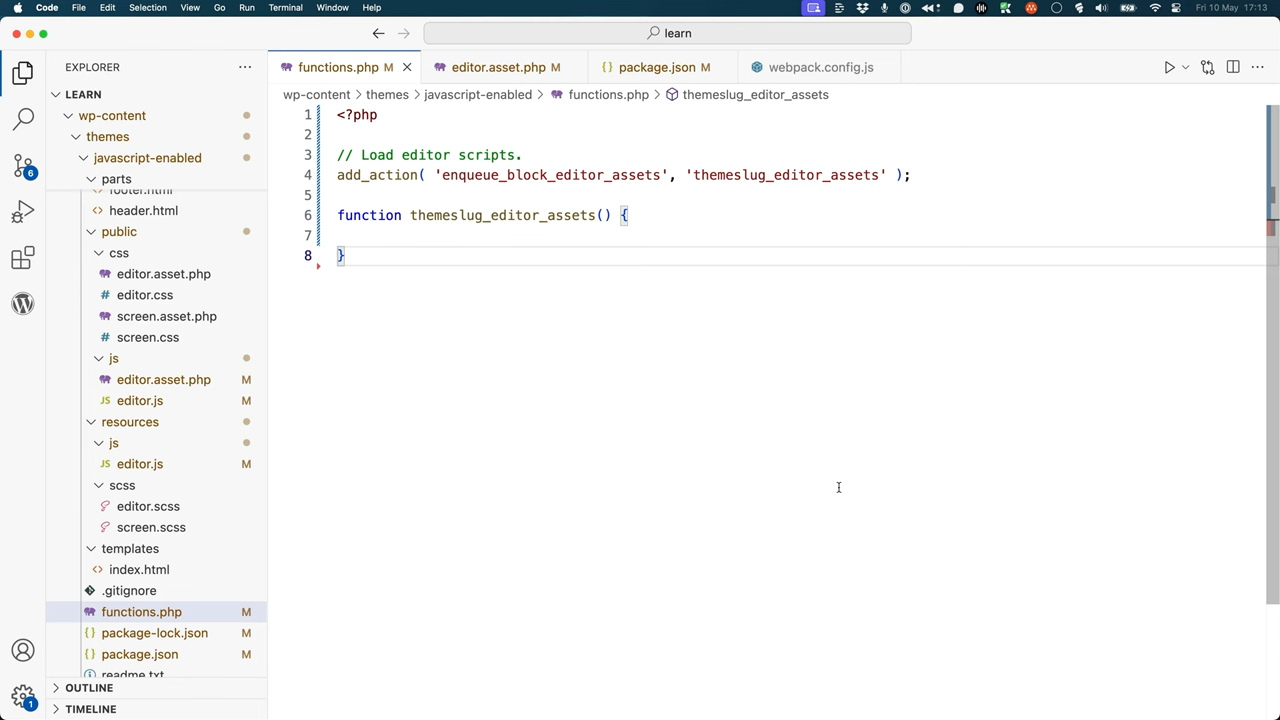 Code File Edit Selection View Go Run Terminal Window Help
Fri 10 May 17:13
learn
EXPLORER
LEARN
wp-content
themes
javascript-enabled
parts
footer.html
header.html
public
css
editor.asset.php
editor.css
screen.asset.php
screen.css
js
editor.asset.php M
JS editor.js M
resources
js
JS editor.js M
scss
editor.scss
screen.scss
templates
index.html
.gitignore
functions.php M
package-lock.json M
package.json M
readme.txt
OUTLINE
TIMELINE
6
1
functions.php M
editor.asset.php M
package.json M
webpack.config.js
wp-content > themes > javascript-enabled > functions.php > themeslug_editor_assets
1 <?php
2
3 // Load editor scripts.
4 add_action( 'enqueue_block_editor_assets', 'themeslug_editor_assets' );
5
6 function themeslug_editor_assets() {
7
8 }